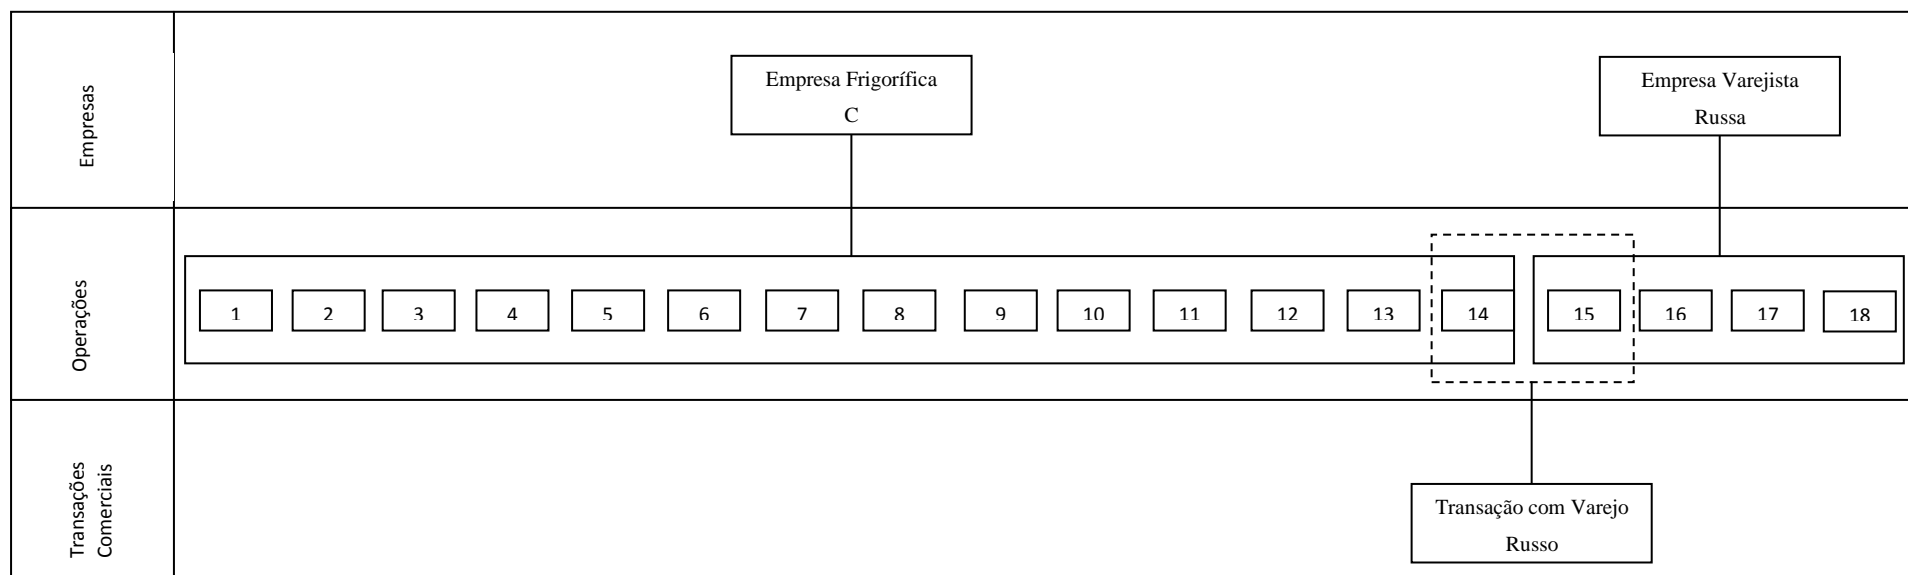 Empresas
Empresa Frigorífica
C
Empresa Varejista
Russa
Operações
1
2
3
4
5
6
7
8
9
10
11
12
13
14
15
16
17
18
Transações
Comerciais
Transação com Varejo
Russo